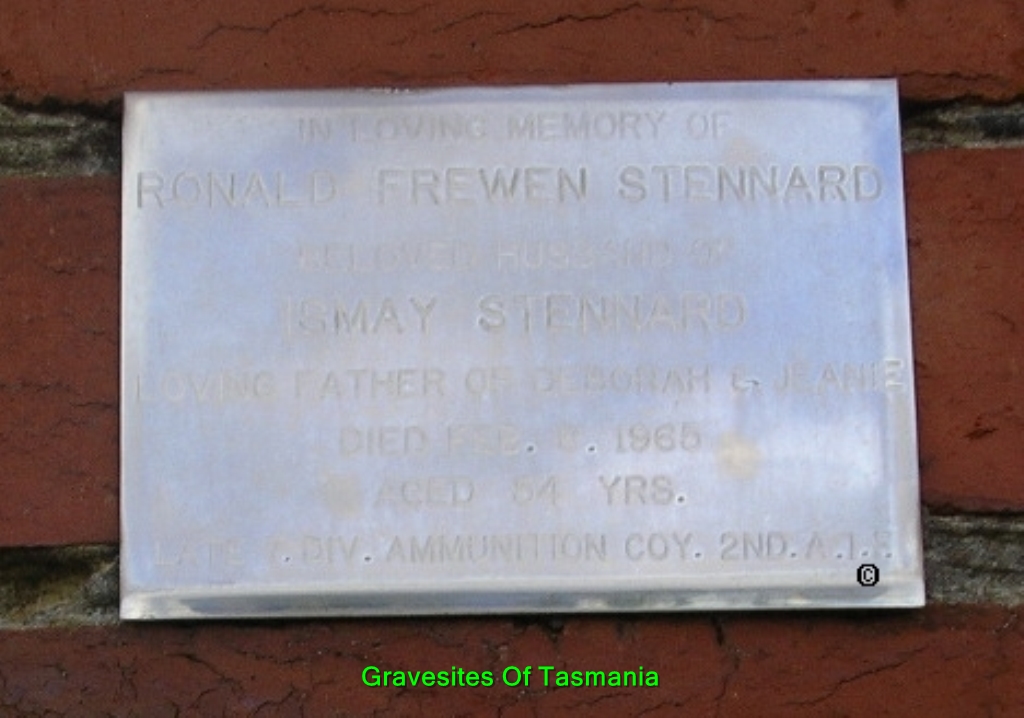 IN LOVING MEMORY OF
RONALD FREWEN STENNARD
BELOVED HUSBAND OF
ISMAY STENNARD
LOVING FATHER OF DEBORAH & JEANIE
DIED FEB. 1965
AGED 54 YRS.
LATE DIV. AMMUNITION COY. 2ND. A.I.F.
©
Gravesites Of Tasmania